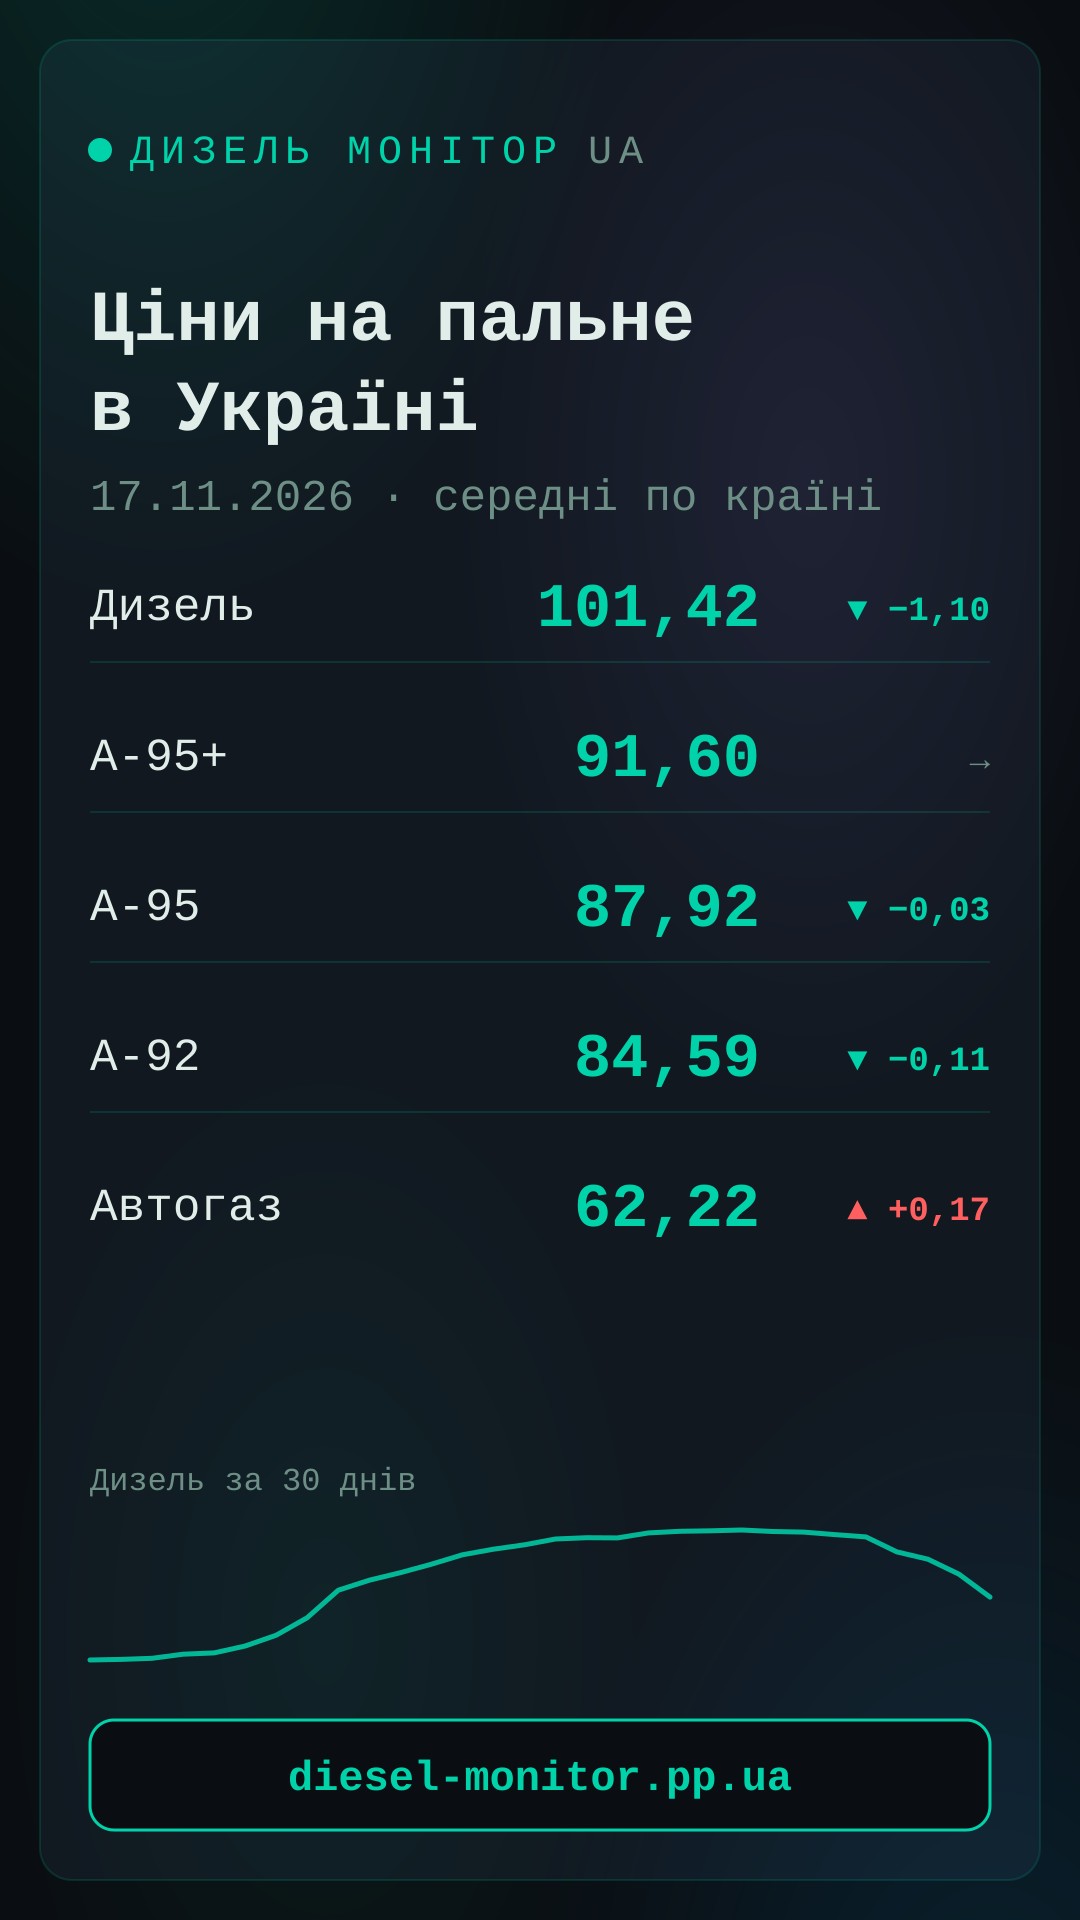 ДИЗЕЛЬ МОНІТОР UA
Ціни на пальне
в Україні
17.11.2026 · середні по країні
Дизель 101,42 ▼ −1,10
А-95+ 91,60 →
А-95 87,92 ▼ −0,03
А-92 84,59 ▼ −0,11
Автогаз 62,22 ▲ +0,17
Дизель за 30 днів
diesel-monitor.pp.ua